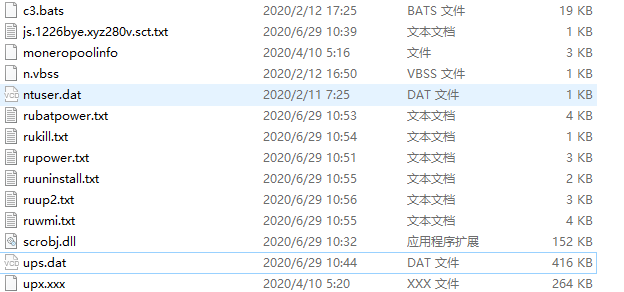 c3.bats 2020/2/12 17:25 BATS 文件 19 KB
js.1226bye.xyz280v.sct.txt 2020/6/29 10:39 文本文档 1 KB
moneropoolinfo 2020/4/10 5:16 文件 3 KB
n.vbss 2020/2/12 16:50 VBSS 文件 1 KB
ntuser.dat 2020/2/11 7:25 DAT 文件 1 KB
rubatpower.txt 2020/6/29 10:53 文本文档 4 KB
rukill.txt 2020/6/29 10:54 文本文档 1 KB
rupower.txt 2020/6/29 10:51 文本文档 3 KB
ruuninstall.txt 2020/6/29 10:55 文本文档 2 KB
ruup2.txt 2020/6/29 10:56 文本文档 3 KB
ruwmi.txt 2020/6/29 10:55 文本文档 4 KB
scrobj.dll 2020/6/29 10:32 应用程序扩展 152 KB
ups.dat 2020/6/29 10:44 DAT 文件 416 KB
upx.xxx 2020/4/10 5:20 XXX 文件 264 KB